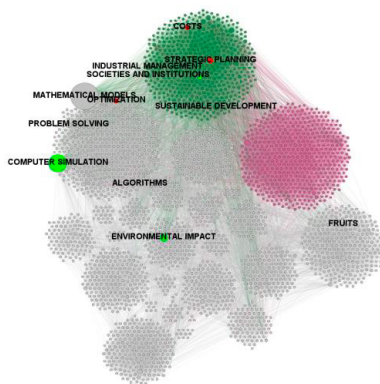 COSTS
STRATEGIC PLANNING
INDUSTRIAL MANAGEMENT
SOCIETIES AND INSTITUTIONS
MATHEMATICAL MODELS
OPTIMIZATION
SUSTAINABLE DEVELOPMENT
PROBLEM SOLVING
COMPUTER SIMULATION
ALGORITHMS
FRUITS
ENVIRONMENTAL IMPACT